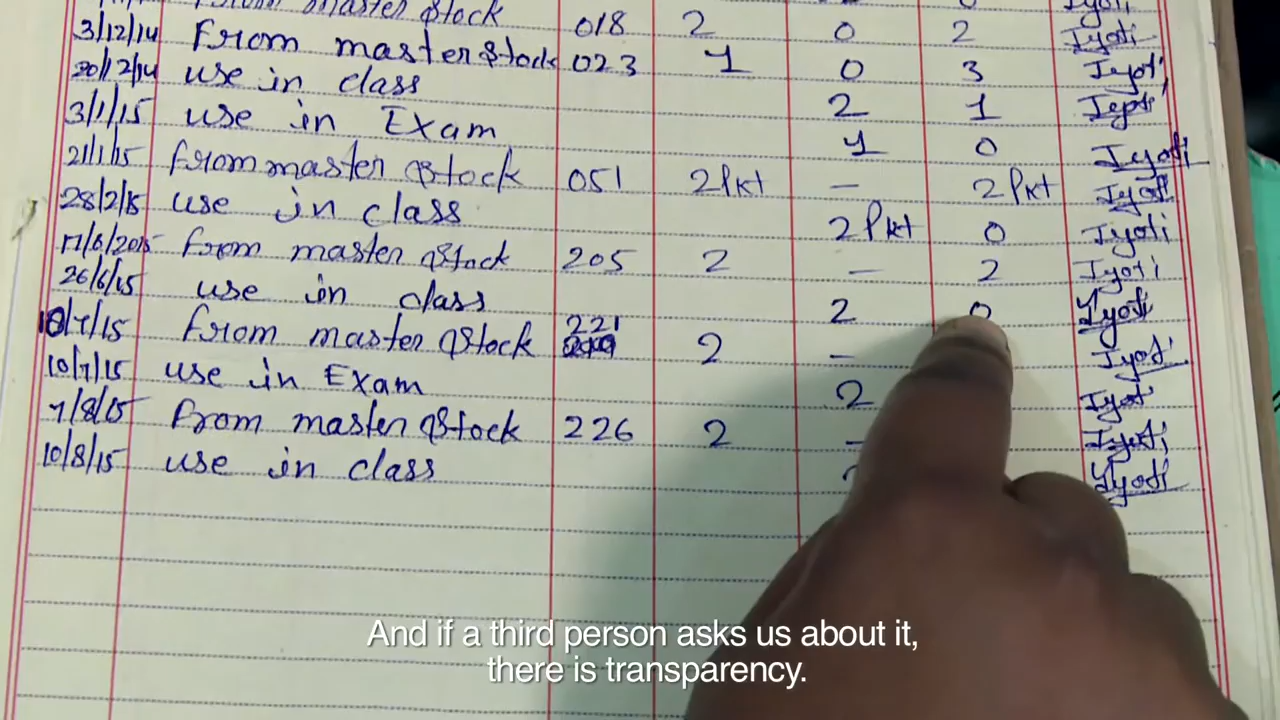 from master Stock 018 2 0 2 Jyoti
3/12/14 From master Stock 023 1 0 3 Jyoti
20/12/14 use in class 2 1 Jyoti
3/1/15 use in Exam 1 0 Jyoti
21/1/15 from master Stock 051 2Pkt — 2 Pkt Jyoti
28/2/15 use in class 2 Pkt 0 Jyoti
17/6/2015 from master Stock 205 2 — 2 Jyoti
26/6/15 use in class 2 0 Jyoti
10/7/15 from master Stock 221 2 — Jyoti
10/7/15 use in Exam 2 Jyoti
7/8/15 from master Stock 226 2 — Jyoti
10/8/15 use in class Jyoti
And if a third person asks us about it,
there is transparency.